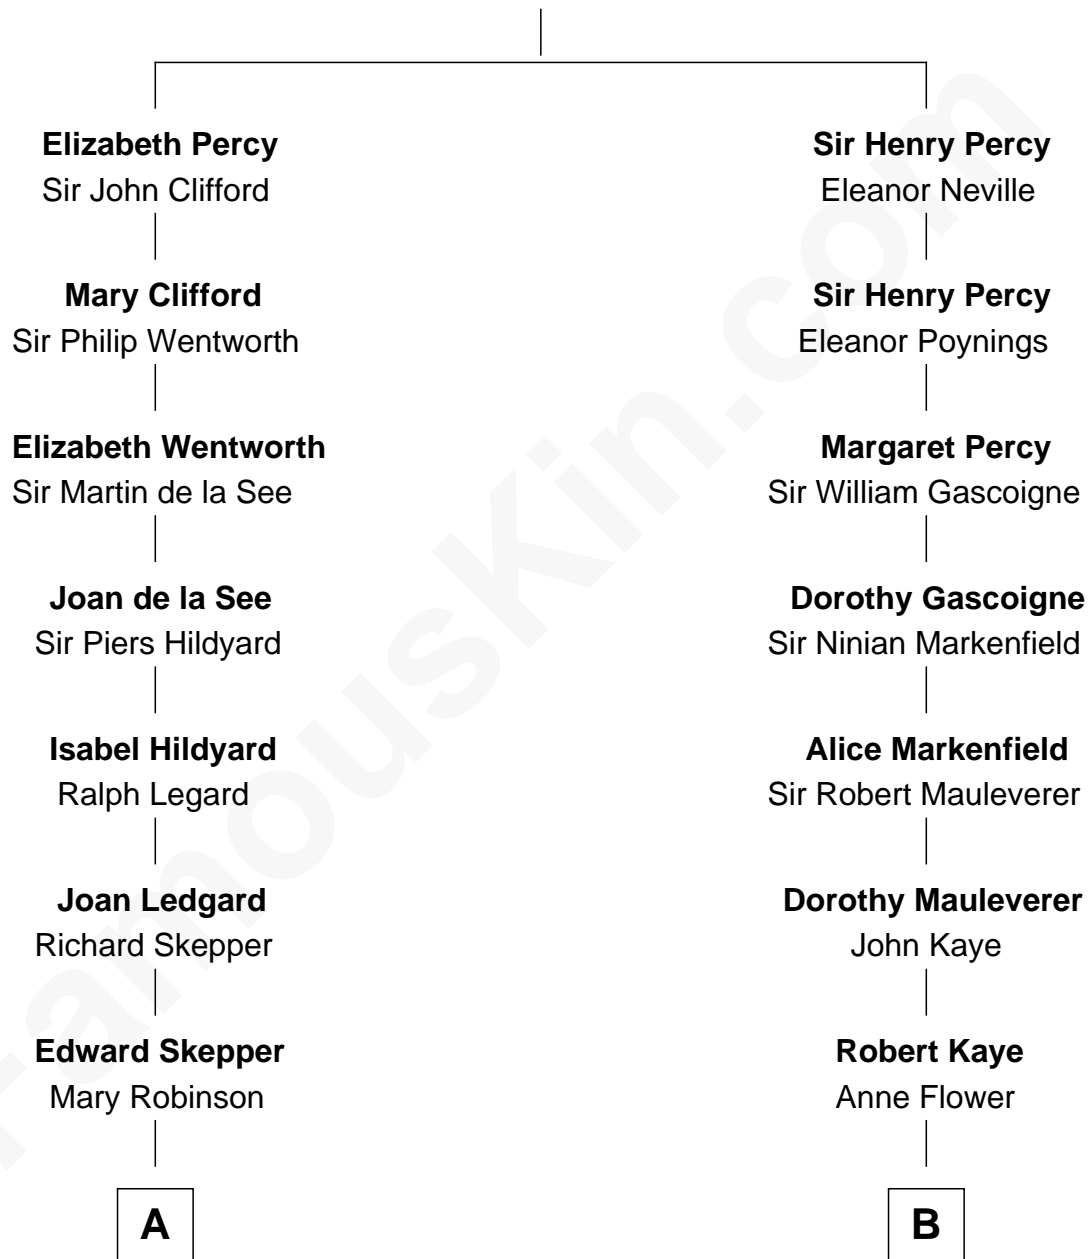 Elizabeth Percy
Sir John Clifford
Sir Henry Percy
Eleanor Neville
Mary Clifford
Sir Philip Wentworth
Sir Henry Percy
Eleanor Poynings
Elizabeth Wentworth
Sir Martin de la See
Margaret Percy
Sir William Gascoigne
Joan de la See
Sir Piers Hildyard
Dorothy Gascoigne
Sir Ninian Markenfield
Isabel Hildyard
Ralph Legard
Alice Markenfield
Sir Robert Mauleverer
Joan Ledgard
Richard Skepper
Dorothy Mauleverer
John Kaye
Edward Skepper
Mary Robinson
Robert Kaye
Anne Flower
A
B
FamousKin.com